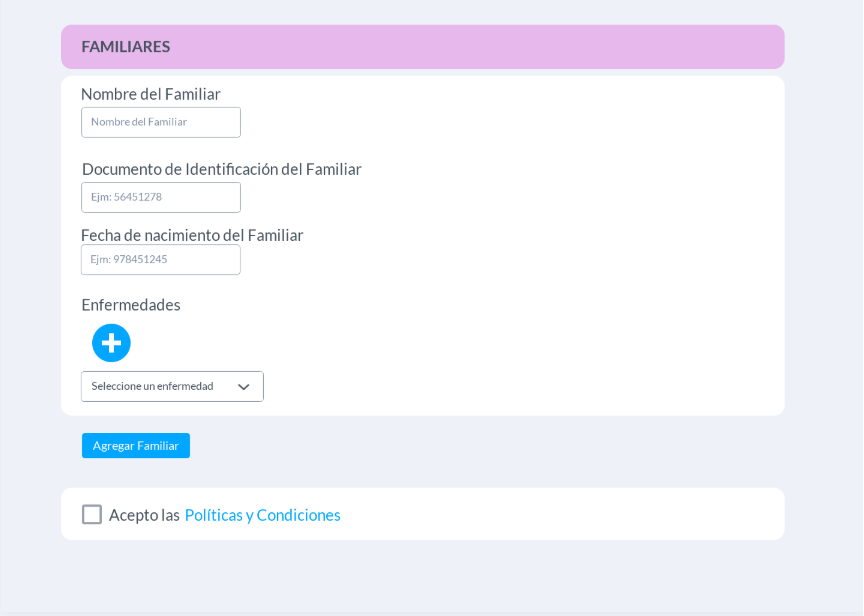 FAMILIARES
Nombre del Familiar
Nombre del Familiar
Documento de Identificación del Familiar
Ejm: 56451278
Fecha de nacimiento del Familiar
Ejm: 978451245
Enfermedades
Seleccione un enfermedad
Agregar Familiar
Acepto las Políticas y Condiciones